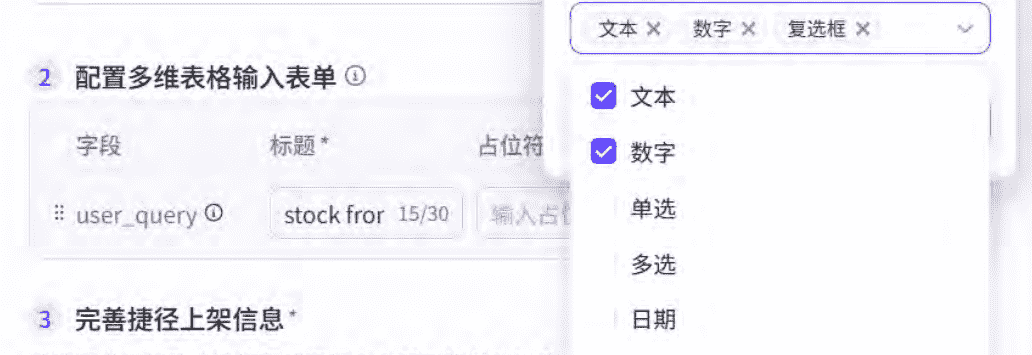 文本 × 数字 × 复选框 ×
2 配置多维表格输入表单
字段 标题 * 占位符
user_query stock fror 15/30 输入占位
3 完善捷径上架信息 *
文本
数字
单选
多选
日期